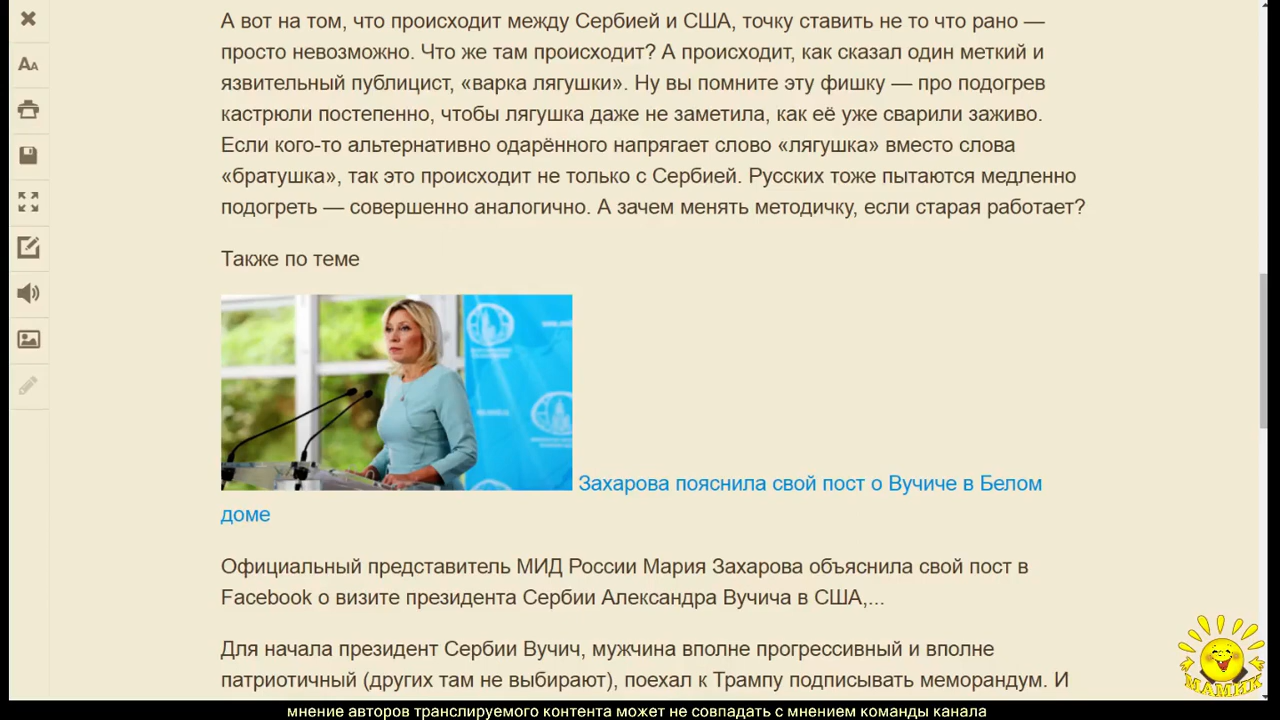 А вот на том, что происходит между Сербией и США, точку ставить не то что рано —
просто невозможно. Что же там происходит? А происходит, как сказал один меткий и
язвительный публицист, «варка лягушки». Ну вы помните эту фишку — про подогрев
кастрюли постепенно, чтобы лягушка даже не заметила, как её уже сварили заживо.
Если кого-то альтернативно одарённого напрягает слово «лягушка» вместо слова
«братушка», так это происходит не только с Сербией. Русских тоже пытаются медленно
подогреть — совершенно аналогично. А зачем менять методичку, если старая работает?
Также по теме
Захарова пояснила свой пост о Вучиче в Белом
доме
Официальный представитель МИД России Мария Захарова объяснила свой пост в
Facebook о визите президента Сербии Александра Вучича в США,...
Для начала президент Сербии Вучич, мужчина вполне прогрессивный и вполне
патриотичный (других там не выбирают), поехал к Трампу подписывать меморандум. И
МАМИК
мнение авторов транслируемого контента может не совпадать с мнением команды канала